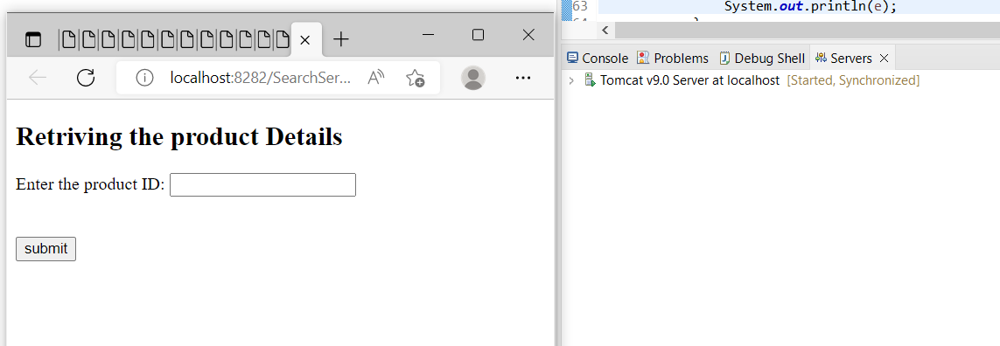 localhost:8282/SearchSer...
Retriving the product Details
Enter the product ID:
submit
63 System.out.println(e);
}
Console Problems Debug Shell Servers
Tomcat v9.0 Server at localhost [Started, Synchronized]